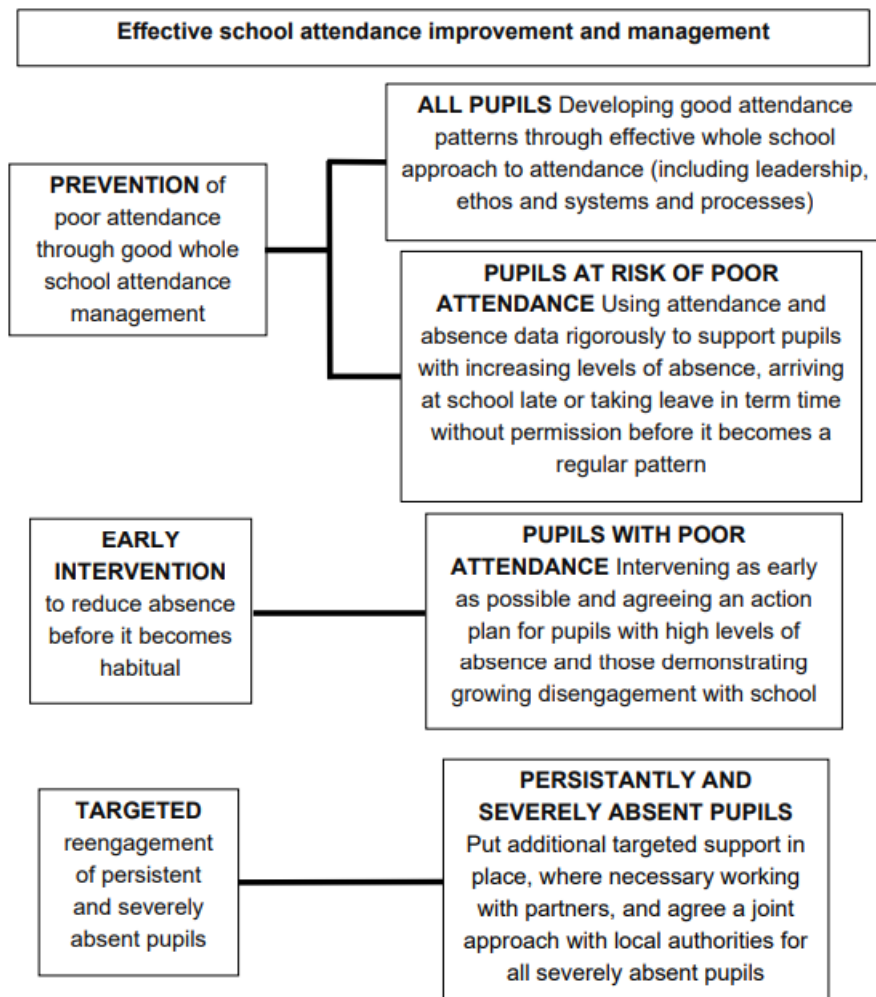 Effective school attendance improvement and management
ALL PUPILS Developing good attendance
patterns through effective whole school
approach to attendance (including leadership,
ethos and systems and processes)
PREVENTION of
poor attendance
through good whole
school attendance
management
PUPILS AT RISK OF POOR
ATTENDANCE Using attendance and
absence data rigorously to support pupils
with increasing levels of absence, arriving
at school late or taking leave in term time
without permission before it becomes a
regular pattern
EARLY
INTERVENTION
to reduce absence
before it becomes
habitual
PUPILS WITH POOR
ATTENDANCE Intervening as early
as possible and agreeing an action
plan for pupils with high levels of
absence and those demonstrating
growing disengagement with school
TARGETED
reengagement
of persistent
and severely
absent pupils
PERSISTANTLY AND
SEVERELY ABSENT PUPILS
Put additional targeted support in
place, where necessary working
with partners, and agree a joint
approach with local authorities for
all severely absent pupils